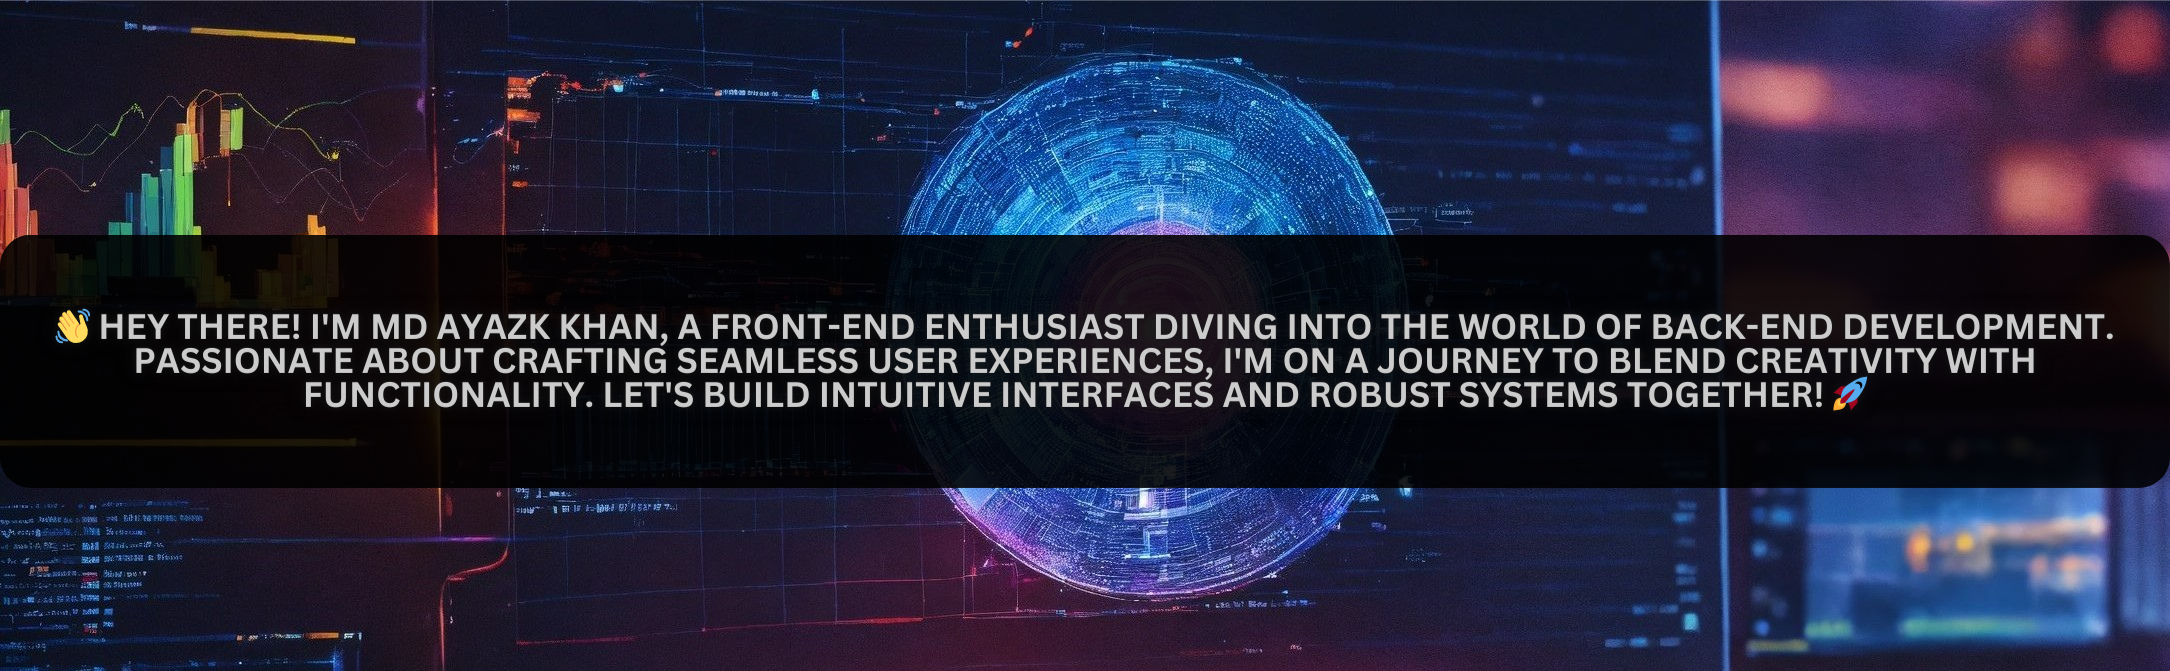 👋 HEY THERE! I'M MD AYAZK KHAN, A FRONT-END ENTHUSIAST DIVING INTO THE WORLD OF BACK-END DEVELOPMENT.
PASSIONATE ABOUT CRAFTING SEAMLESS USER EXPERIENCES, I'M ON A JOURNEY TO BLEND CREATIVITY WITH
FUNCTIONALITY. LET'S BUILD INTUITIVE INTERFACES AND ROBUST SYSTEMS TOGETHER! 🚀